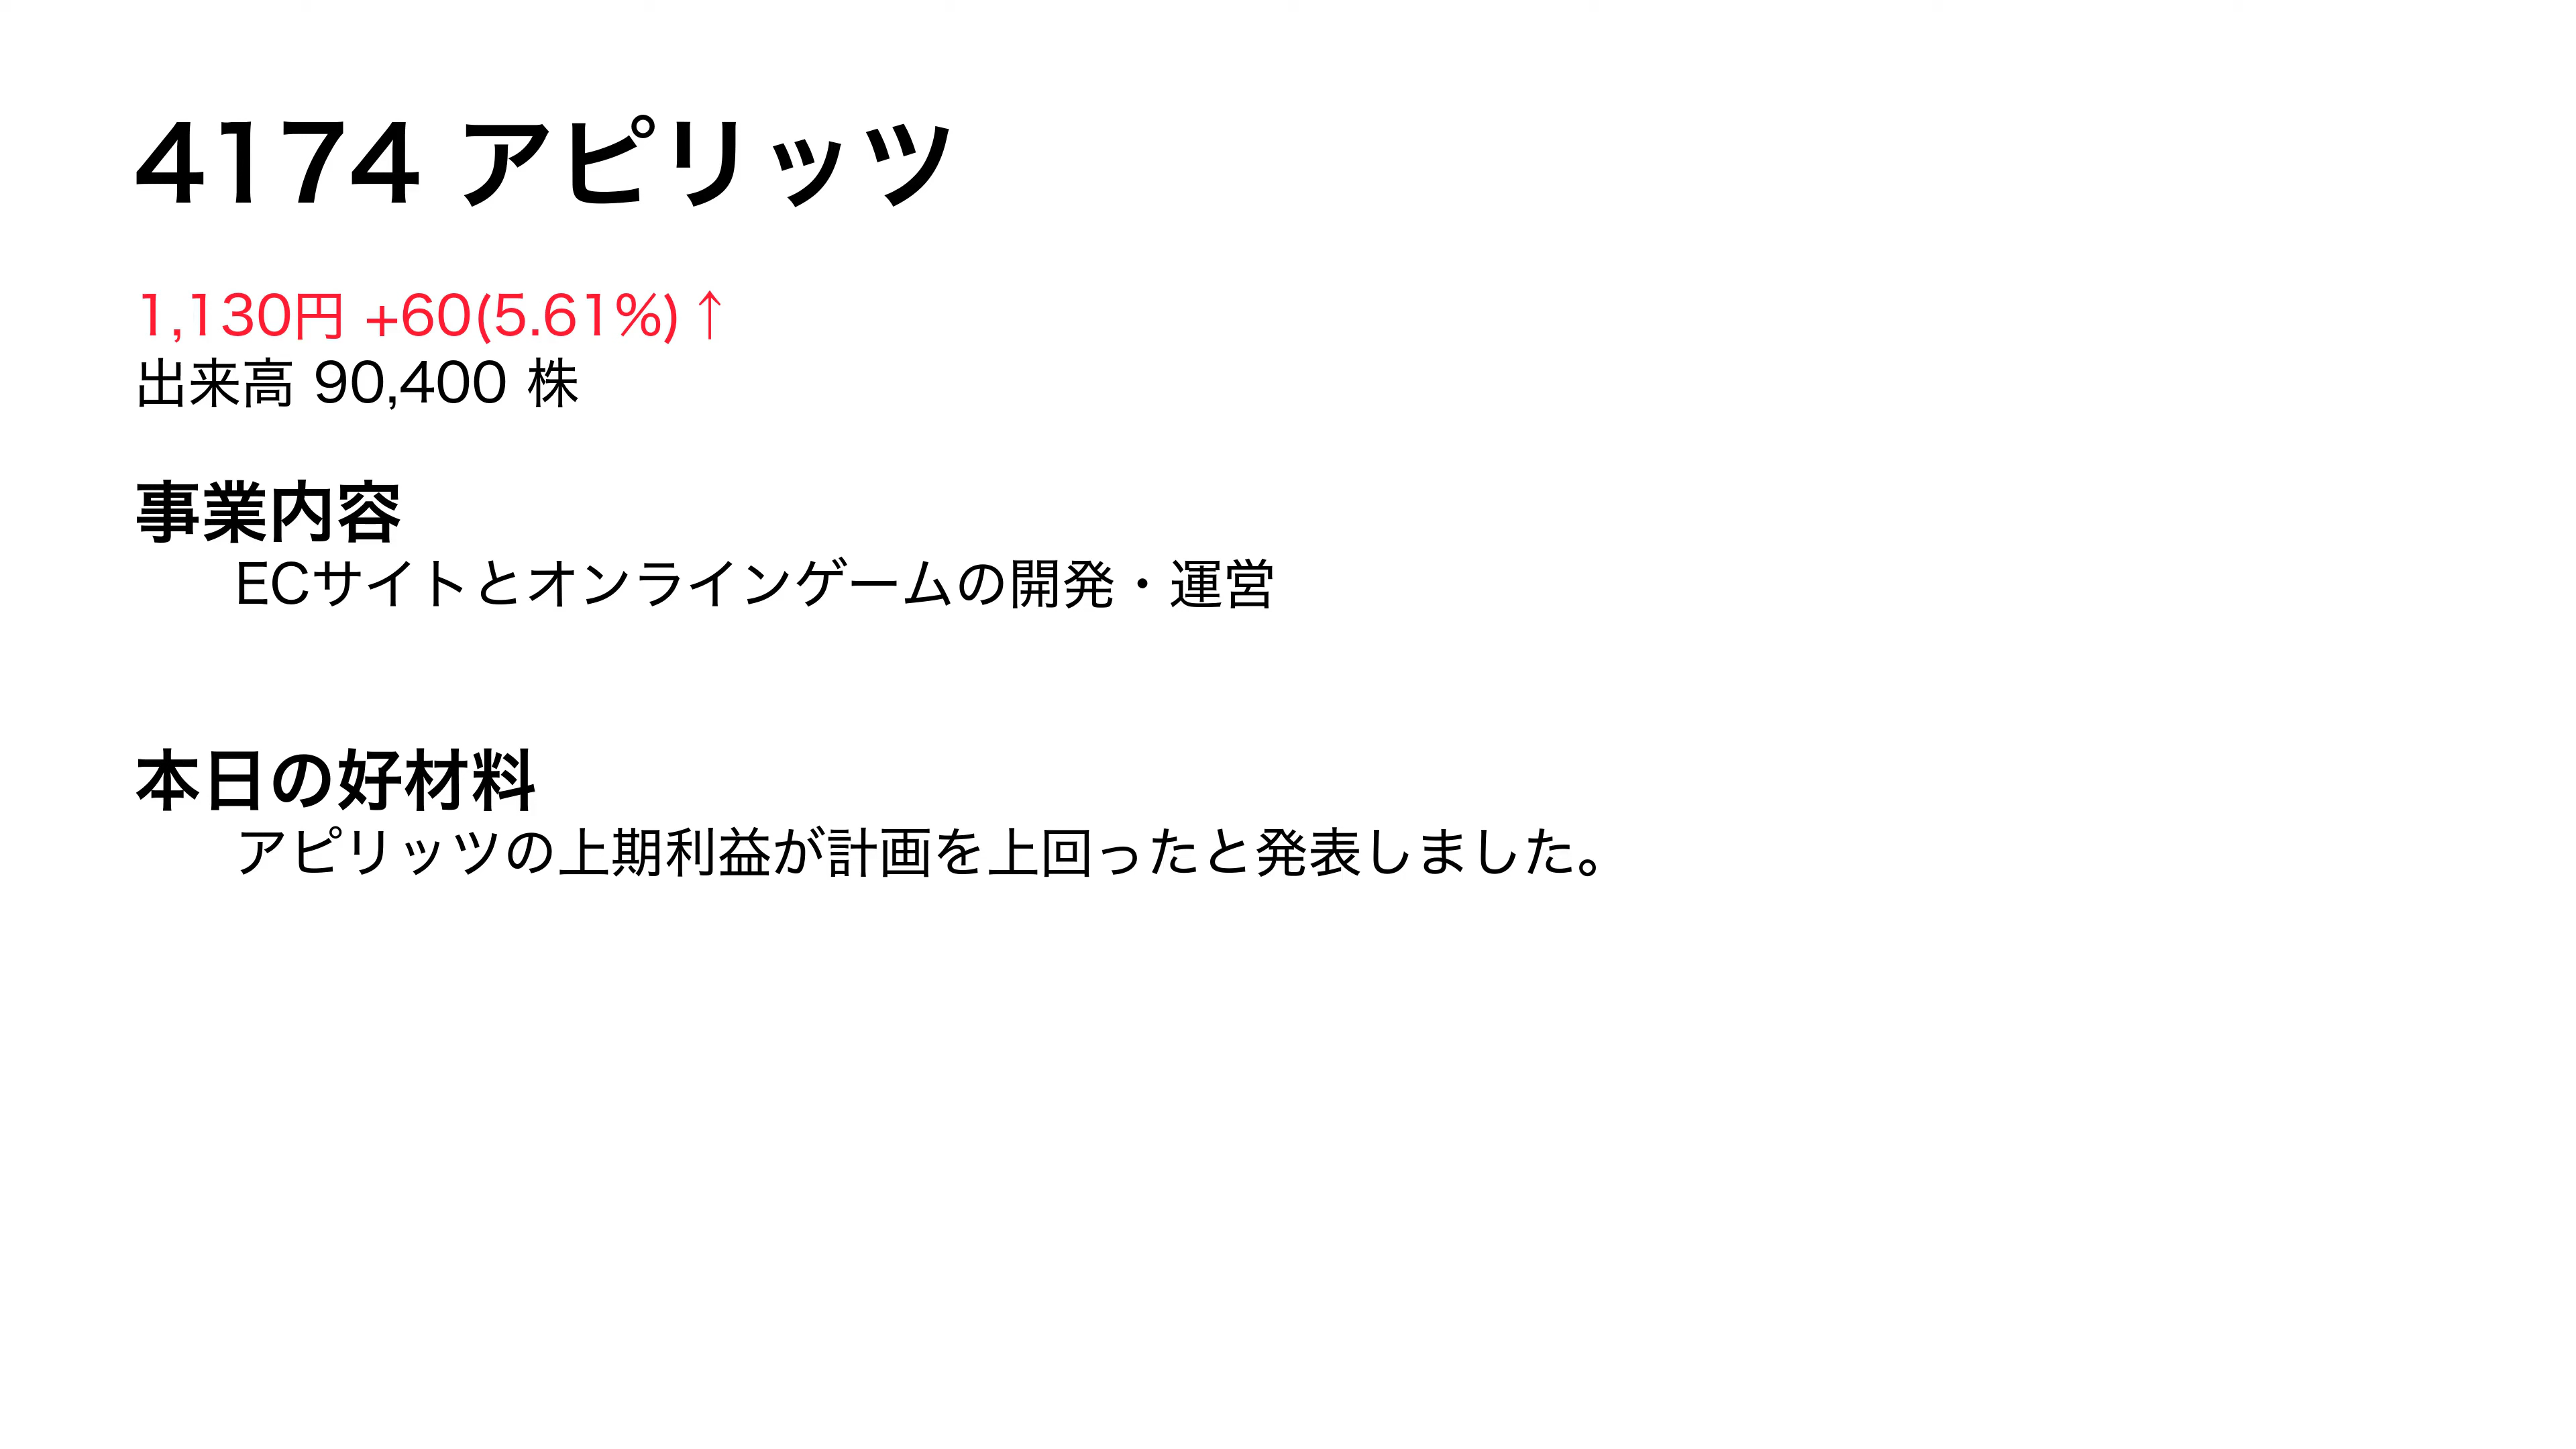 4174 アピリッツ
1,130円 +60(5.61%)↑
出来高 90,400 株
事業内容
ECサイトとオンラインゲームの開発・運営
本日の好材料
アピリッツの上期利益が計画を上回ったと発表しました。